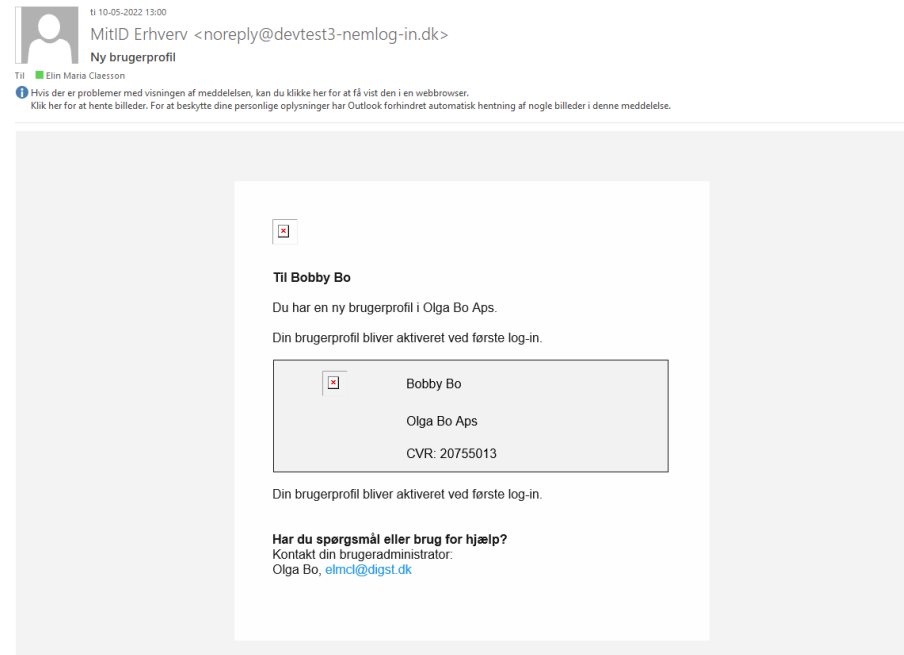 ti 10-05-2022 13:00
MitID Erhverv <noreply@devtest3-nemlog-in.dk>
Ny brugerprofil
Til Elin Maria Claesson
Hvis der er problemer med visningen af meddelelsen, kan du klikke her for at få vist den i en webbrowser.
Klik her for at hente billeder. For at beskytte dine personlige oplysninger har Outlook forhindret automatisk hentning af nogle billeder i denne meddelelse.
Til Bobby Bo
Du har en ny brugerprofil i Olga Bo Aps.
Din brugerprofil bliver aktiveret ved første log-in.
Bobby Bo
Olga Bo Aps
CVR: 20755013
Din brugerprofil bliver aktiveret ved første log-in.
Har du spørgsmål eller brug for hjælp?
Kontakt din brugeradministrator:
Olga Bo, elmcl@digst.dk